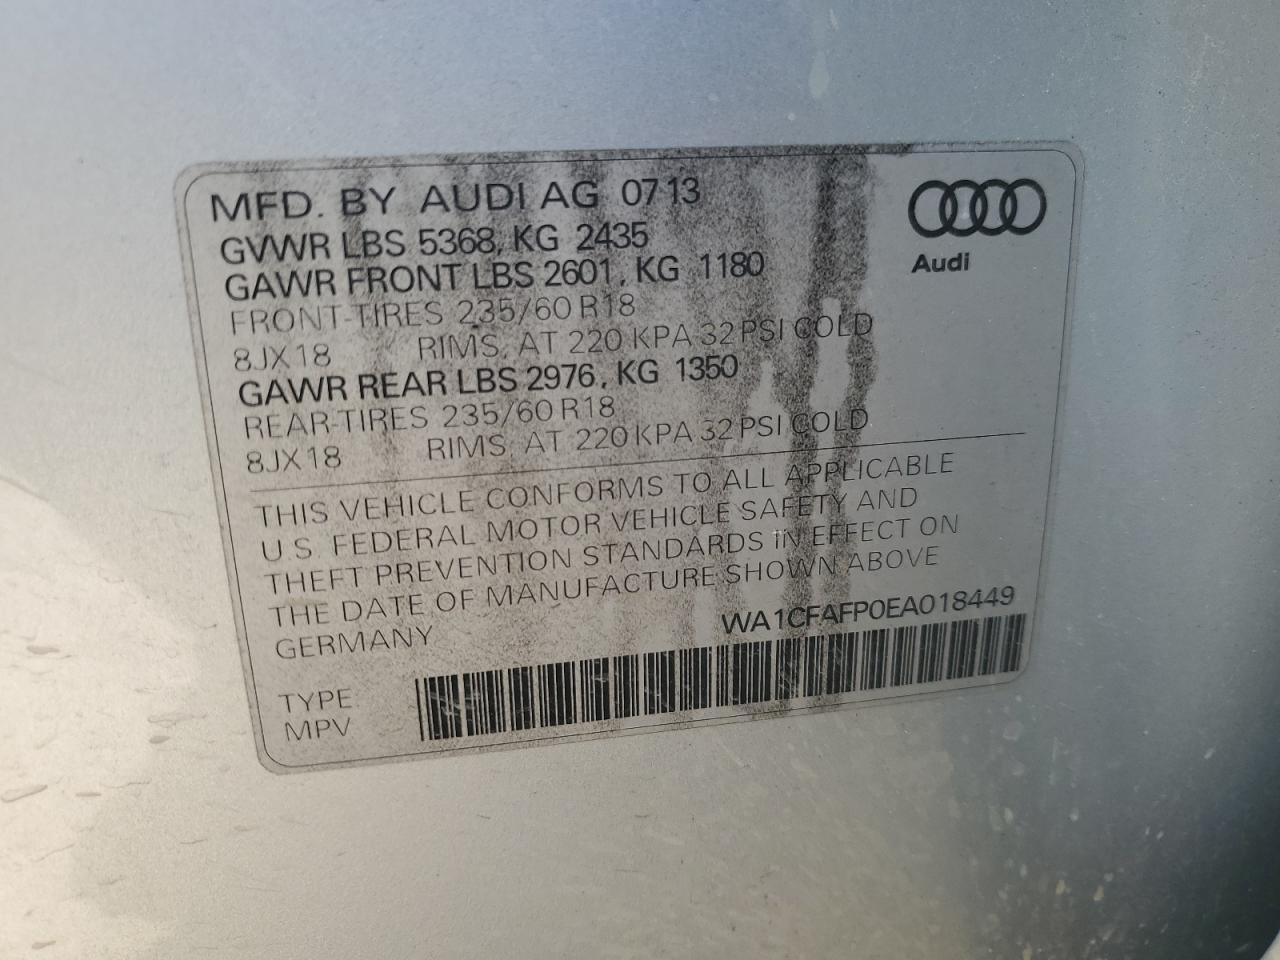 MFD. BY AUDI AG 07 13
GVWR LBS 5368, KG 2435
GAWR FRONT LBS 2601, KG 1180
FRONT-TIRES 235/60 R18
8JX18 RIMS, AT 220 KPA 32 PSI COLD
GAWR REAR LBS 2976, KG 1350
REAR-TIRES 235/60 R18
8JX18 RIMS, AT 220 KPA 32 PSI COLD
Audi
THIS VEHICLE CONFORMS TO ALL APPLICABLE
U.S. FEDERAL MOTOR VEHICLE SAFETY AND
THEFT PREVENTION STANDARDS IN EFFECT ON
THE DATE OF MANUFACTURE SHOWN ABOVE
GERMANY
WA1CFAFP0EA018449
TYPE
MPV